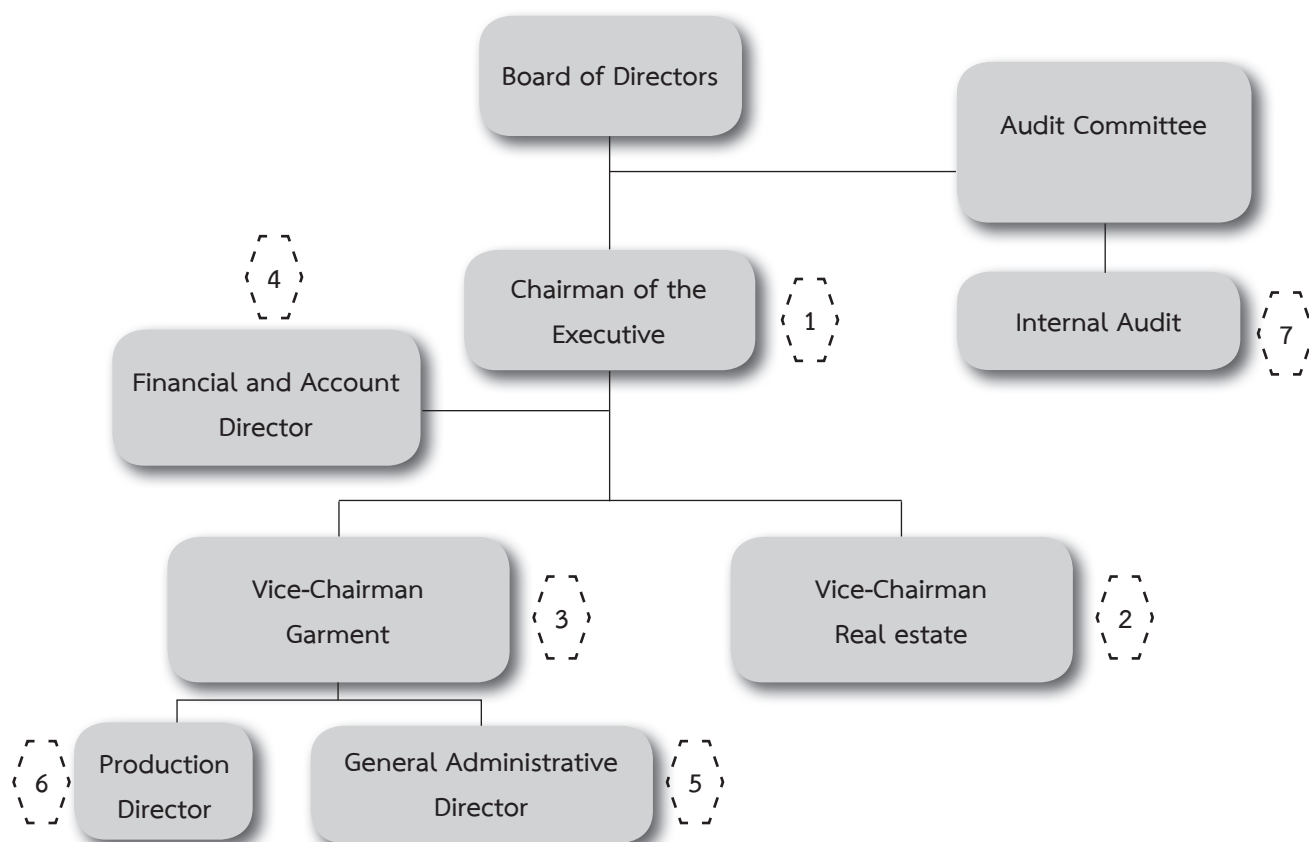 Board of Directors
Audit Committee
4
Chairman of the
Executive
1
Internal Audit
7
Financial and Account
Director
Vice-Chairman
Garment
3
Vice-Chairman
Real estate
2
6
Production
Director
General Administrative
Director
5